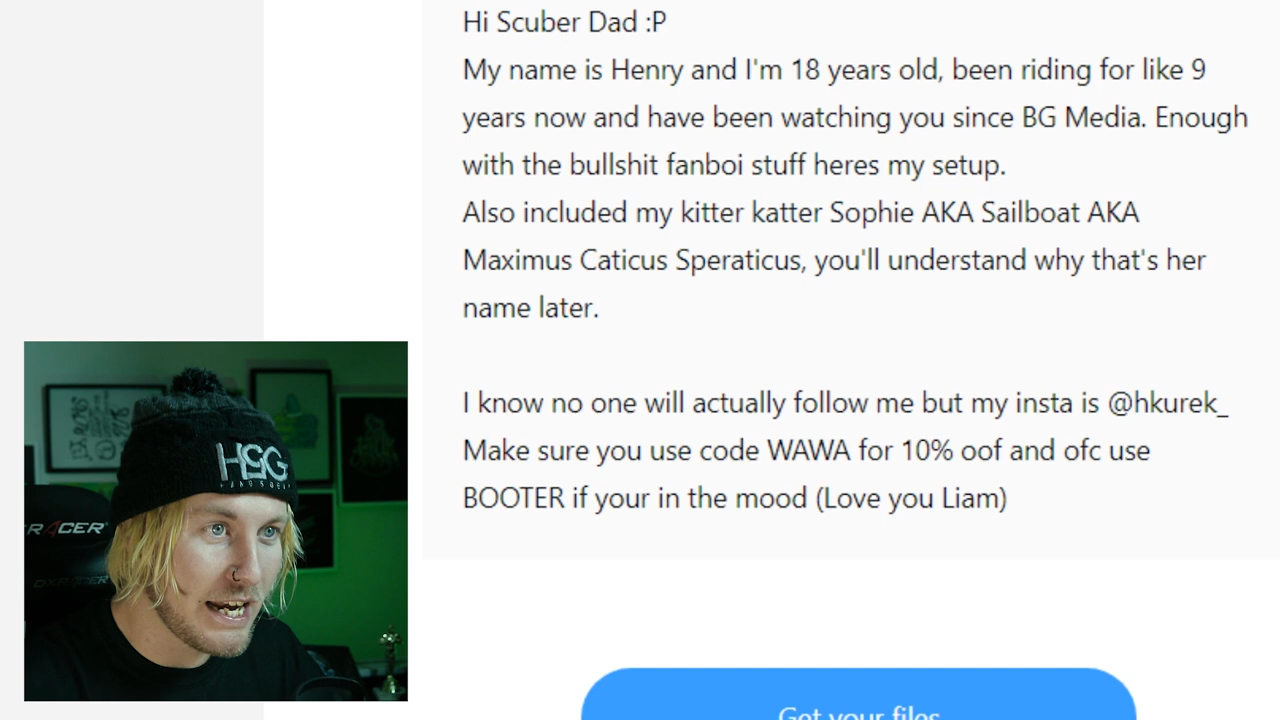 Hi Scuber Dad :P
My name is Henry and I'm 18 years old, been riding for like 9
years now and have been watching you since BG Media. Enough
with the bullshit fanboi stuff heres my setup.
Also included my kitter katter Sophie AKA Sailboat AKA
Maximus Caticus Speraticus, you'll understand why that's her
name later.
I know no one will actually follow me but my insta is @hkurek_
Make sure you use code WAWA for 10% oof and ofc use
BOOTER if your in the mood (Love you Liam)
HSG
RACER
Get your files